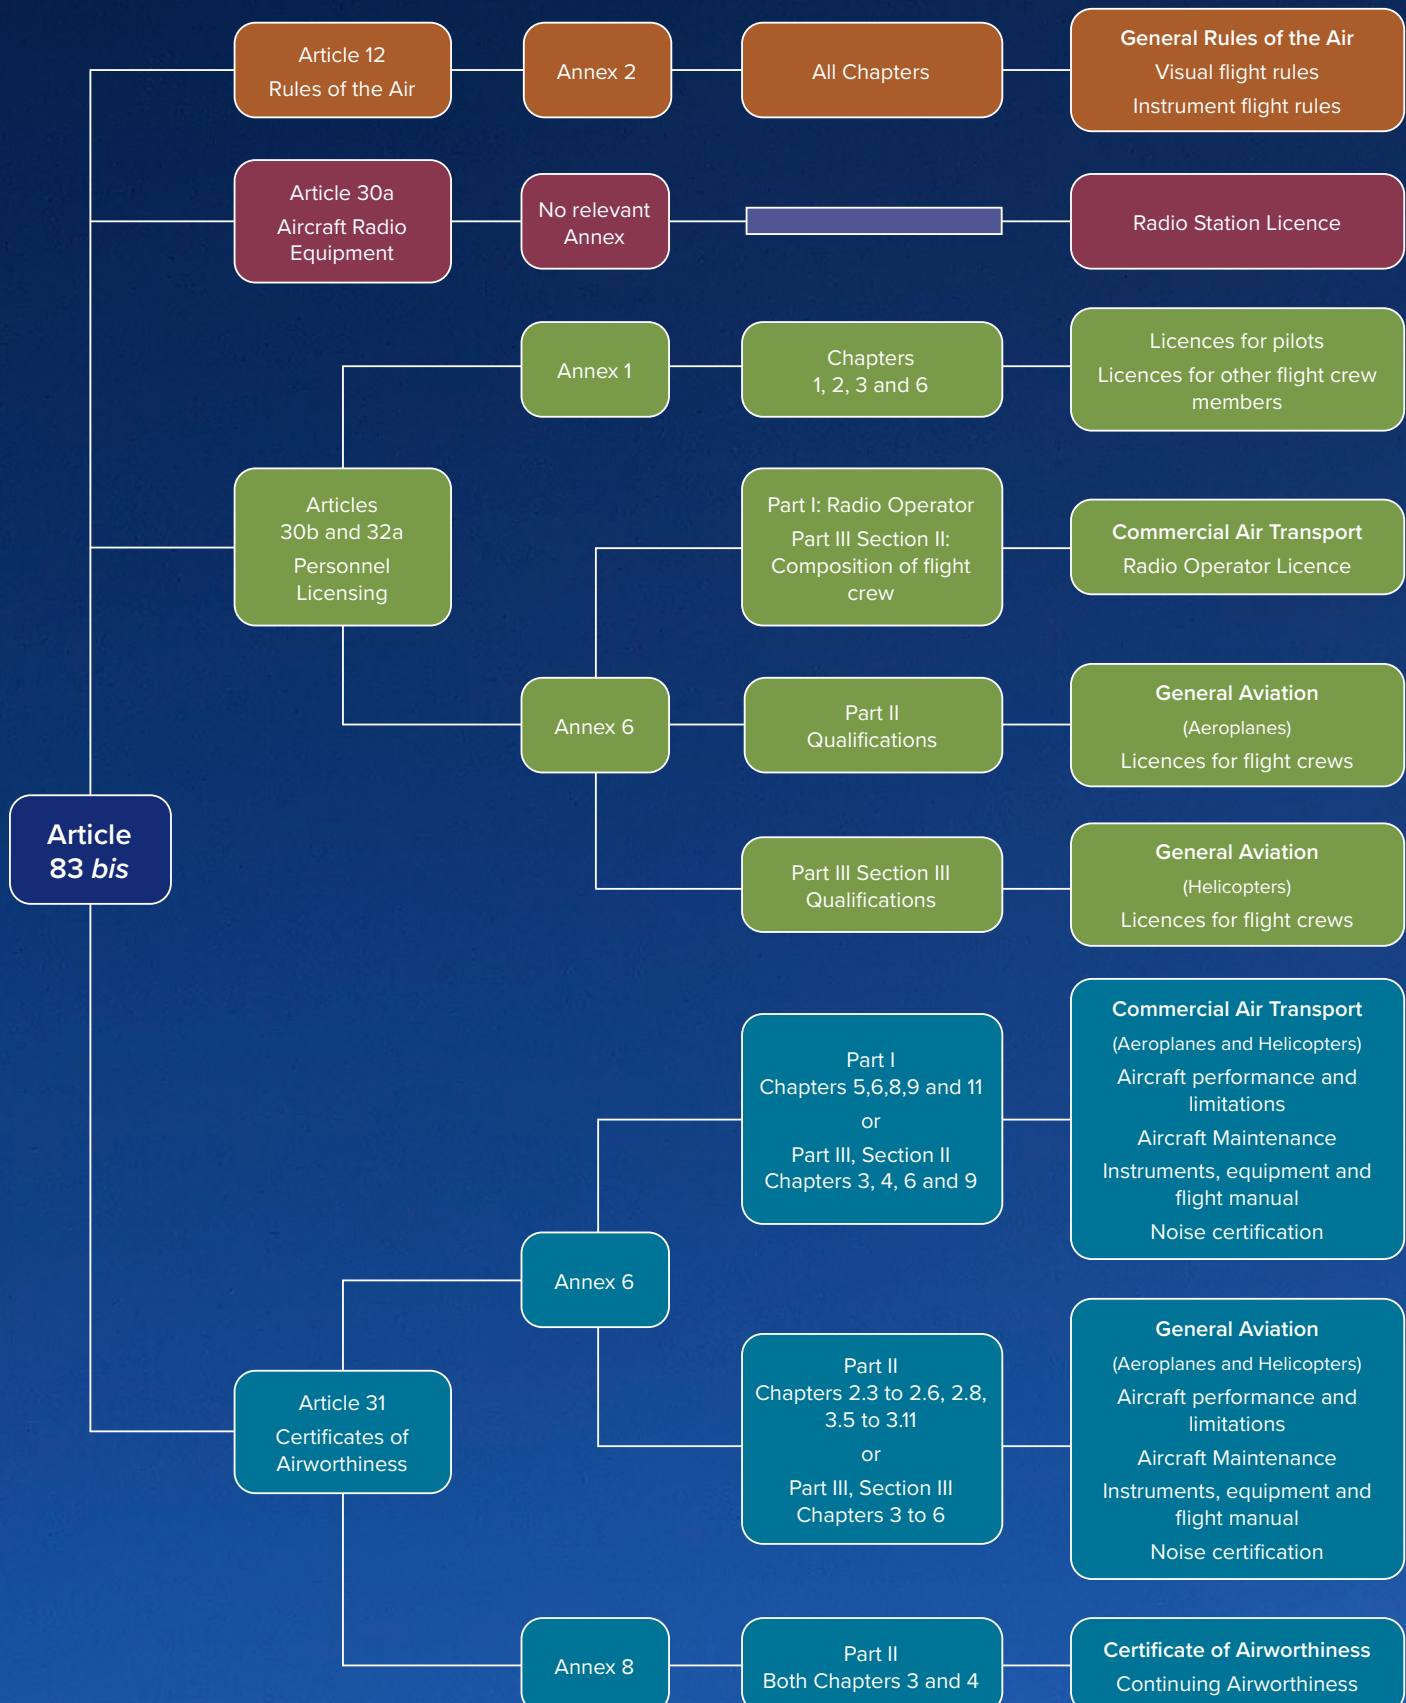 Article 12
Rules of the Air
Annex 2
All Chapters
General Rules of the Air
Visual flight rules
Instrument flight rules
Article 30a
Aircraft Radio
Equipment
No relevant
Annex
Radio Station Licence
Annex 1
Chapters
1, 2, 3 and 6
Licences for pilots
Licences for other flight crew
members
Articles
30b and 32a
Personnel
Licensing
Part I: Radio Operator
Part III Section II:
Composition of flight
crew
Commercial Air Transport
Radio Operator Licence
Annex 6
Part II
Qualifications
General Aviation
(Aeroplanes)
Licences for flight crews
Part III Section III
Qualifications
General Aviation
(Helicopters)
Licences for flight crews
Article
83 bis
Part I
Chapters 5,6,8,9 and 11
or
Part III, Section II
Chapters 3, 4, 6 and 9
Commercial Air Transport
(Aeroplanes and Helicopters)
Aircraft performance and
limitations
Aircraft Maintenance
Instruments, equipment and
flight manual
Noise certification
Annex 6
Article 31
Certificates of
Airworthiness
Part II
Chapters 2.3 to 2.6, 2.8,
3.5 to 3.11
or
Part III, Section III
Chapters 3 to 6
General Aviation
(Aeroplanes and Helicopters)
Aircraft performance and
limitations
Aircraft Maintenance
Instruments, equipment and
flight manual
Noise certification
Annex 8
Part II
Both Chapters 3 and 4
Certificate of Airworthiness
Continuing Airworthiness